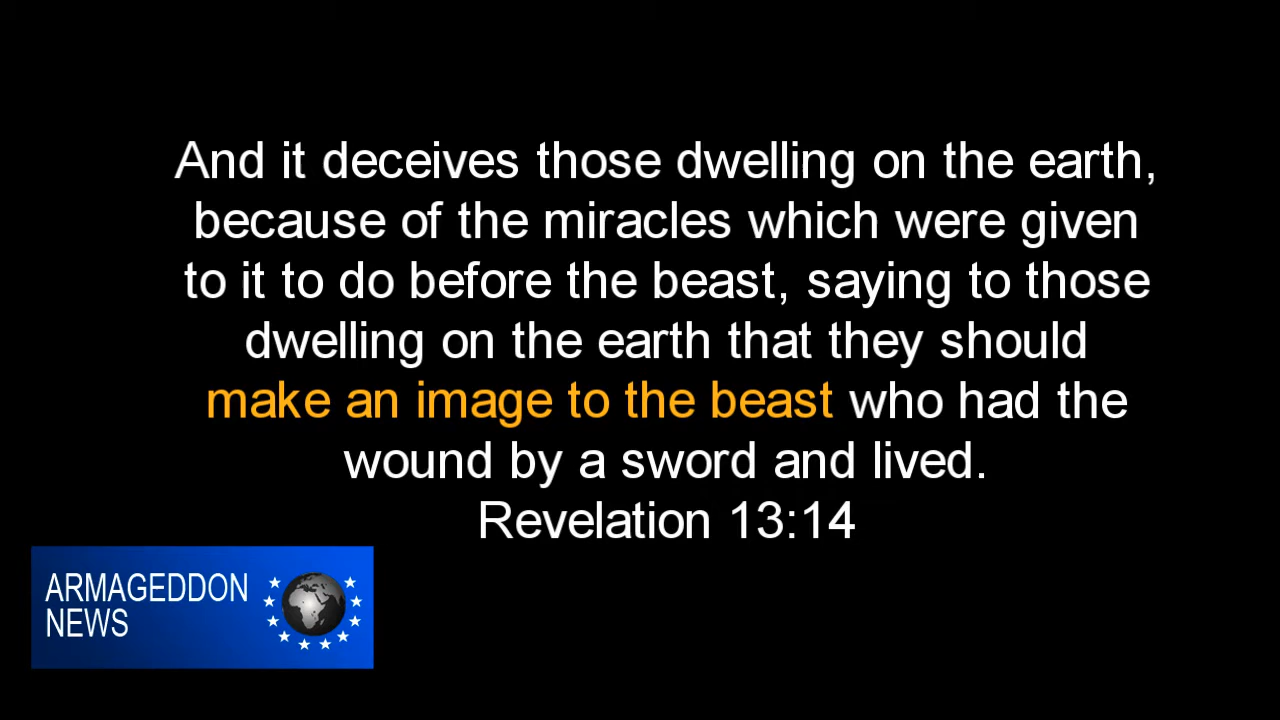 And it deceives those dwelling on the earth,
because of the miracles which were given
to it to do before the beast, saying to those
dwelling on the earth that they should
make an image to the beast who had the
wound by a sword and lived.
Revelation 13:14
ARMAGEDDON
NEWS